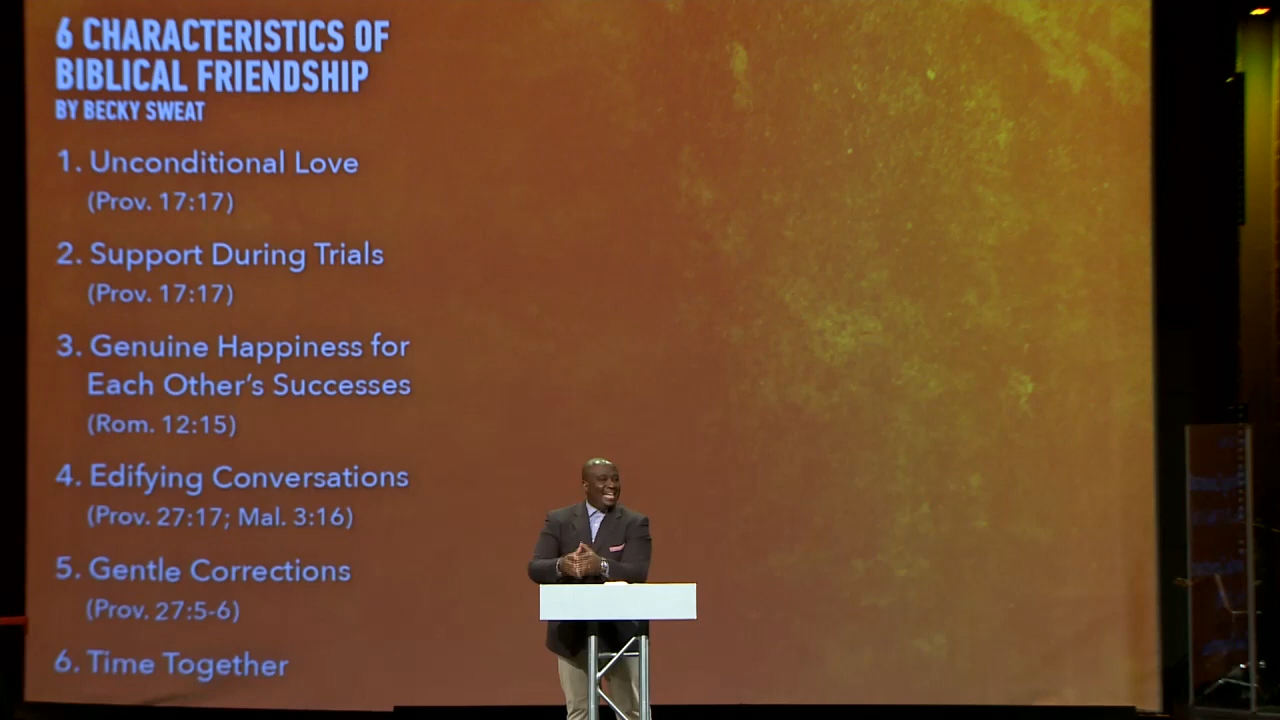 6 CHARACTERISTICS OF
BIBLICAL FRIENDSHIP
BY BECKY SWEAT
1. Unconditional Love
(Prov. 17:17)
2. Support During Trials
(Prov. 17:17)
3. Genuine Happiness for
Each Other's Successes
(Rom. 12:15)
4. Edifying Conversations
(Prov. 27:17; Mal. 3:16)
5. Gentle Corrections
(Prov. 27:5-6)
6. Time Together